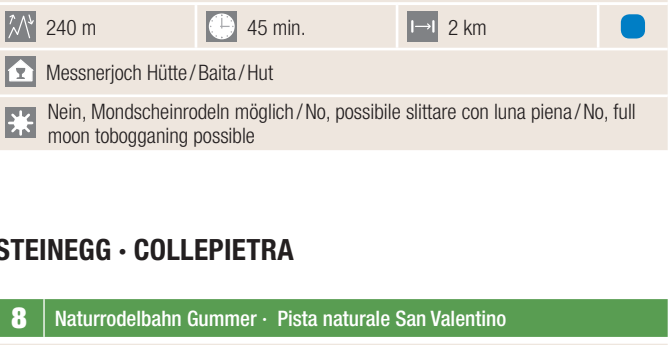 240 m 45 min. 2 km
Messnerjoch Hütte/Baita/Hut
Nein, Mondscheinrodeln möglich/No, possibile slittare con luna piena/No, full
moon tobogganing possible
STEINEGG · COLLEPIETRA
8 Naturrodelbahn Gummer · Pista naturale San Valentino